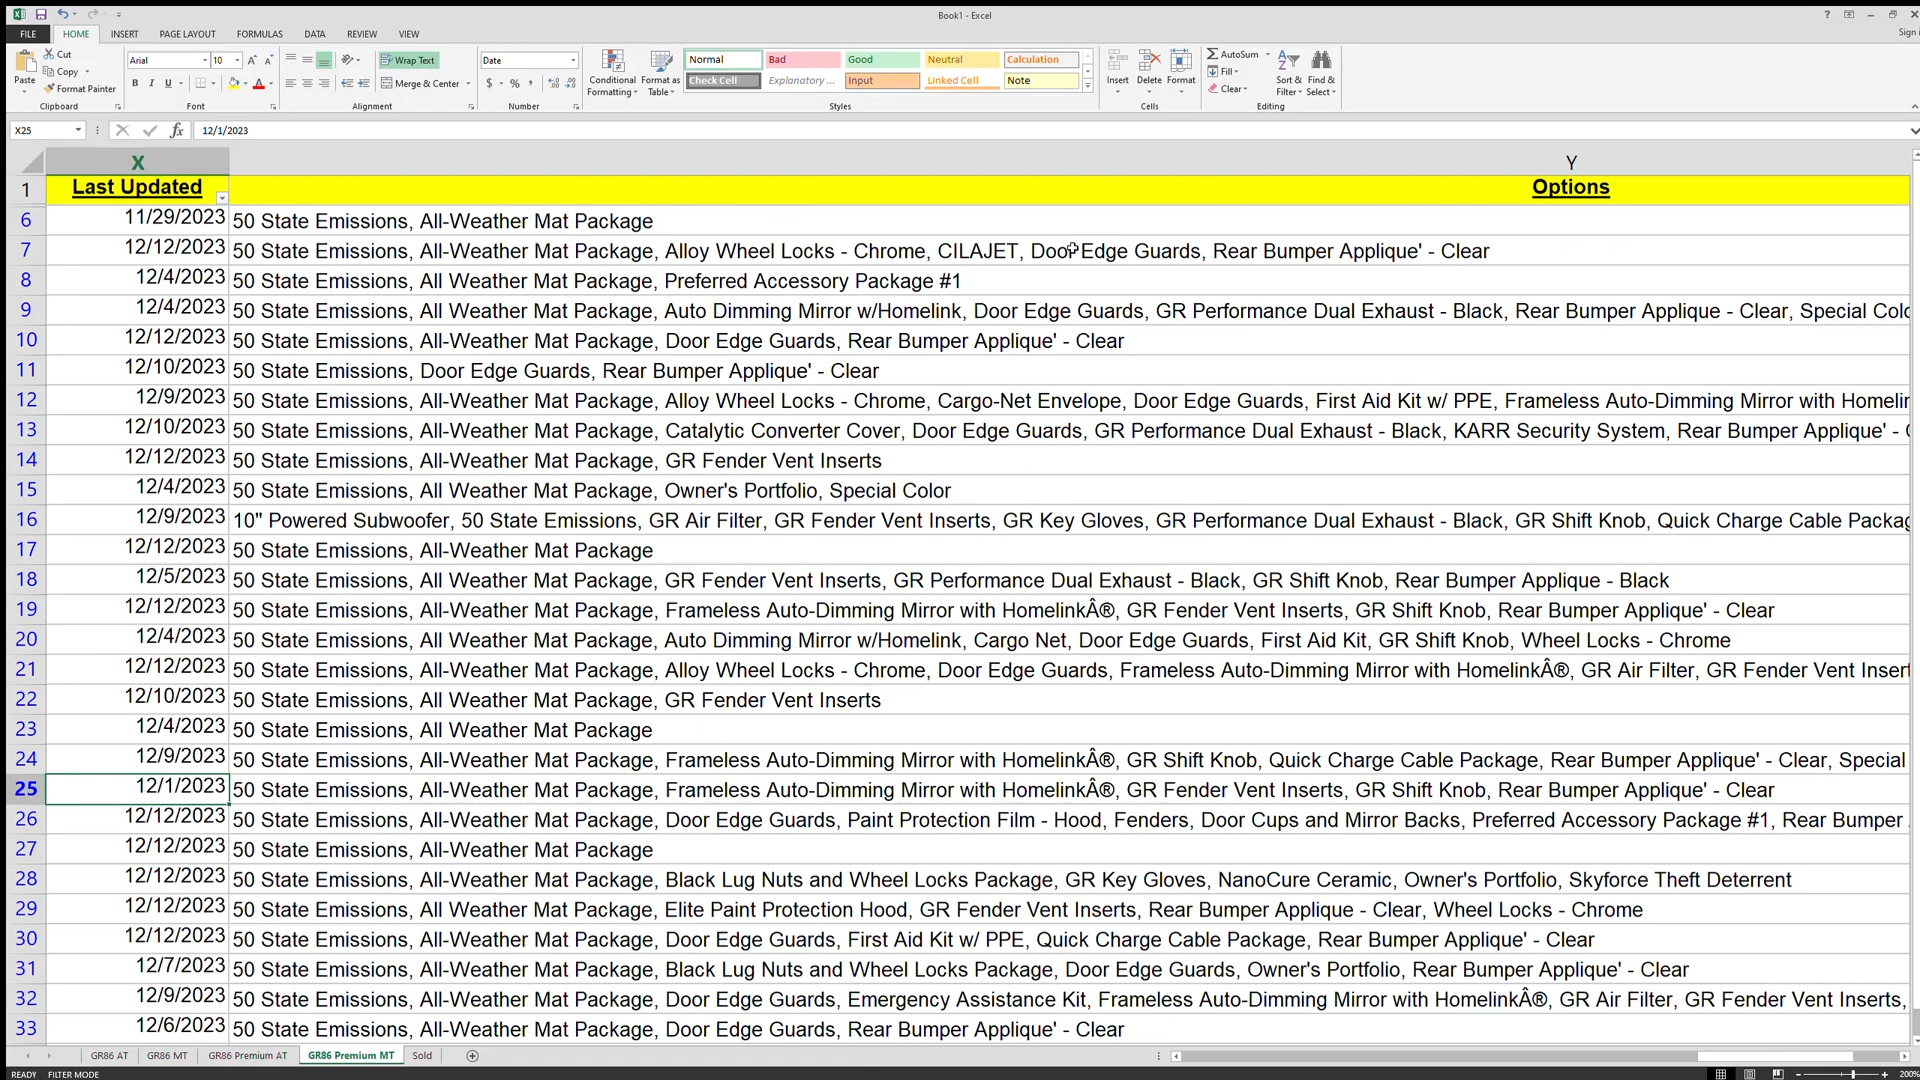 Book1 - Excel
Sign i
FILE HOME INSERT PAGE LAYOUT FORMULAS DATA REVIEW VIEW
Paste Cut Copy Format Painter Clipboard
Arial 10 B I U Font
Wrap Text Merge & Center Alignment
Date $ % Number
Conditional Formatting Format as Table
Normal Bad Good Neutral Calculation
Check Cell Explanatory ... Input Linked Cell Note
Styles
Insert Delete Format Cells
AutoSum Fill Clear Sort & Filter Find & Select Editing
X25 fx 12/1/2023
X Y
1 Last Updated Options
6 11/29/2023 50 State Emissions, All-Weather Mat Package
7 12/12/2023 50 State Emissions, All-Weather Mat Package, Alloy Wheel Locks - Chrome, CILAJET, Door Edge Guards, Rear Bumper Applique' - Clear
8 12/4/2023 50 State Emissions, All Weather Mat Package, Preferred Accessory Package #1
9 12/4/2023 50 State Emissions, All Weather Mat Package, Auto Dimming Mirror w/Homelink, Door Edge Guards, GR Performance Dual Exhaust - Black, Rear Bumper Applique - Clear, Special Colo
10 12/12/2023 50 State Emissions, All-Weather Mat Package, Door Edge Guards, Rear Bumper Applique' - Clear
11 12/10/2023 50 State Emissions, Door Edge Guards, Rear Bumper Applique' - Clear
12 12/9/2023 50 State Emissions, All-Weather Mat Package, Alloy Wheel Locks - Chrome, Cargo-Net Envelope, Door Edge Guards, First Aid Kit w/ PPE, Frameless Auto-Dimming Mirror with Homelin
13 12/10/2023 50 State Emissions, All-Weather Mat Package, Catalytic Converter Cover, Door Edge Guards, GR Performance Dual Exhaust - Black, KARR Security System, Rear Bumper Applique' - C
14 12/12/2023 50 State Emissions, All-Weather Mat Package, GR Fender Vent Inserts
15 12/4/2023 50 State Emissions, All Weather Mat Package, Owner's Portfolio, Special Color
16 12/9/2023 10" Powered Subwoofer, 50 State Emissions, GR Air Filter, GR Fender Vent Inserts, GR Key Gloves, GR Performance Dual Exhaust - Black, GR Shift Knob, Quick Charge Cable Packag
17 12/12/2023 50 State Emissions, All-Weather Mat Package
18 12/5/2023 50 State Emissions, All Weather Mat Package, GR Fender Vent Inserts, GR Performance Dual Exhaust - Black, GR Shift Knob, Rear Bumper Applique - Black
19 12/12/2023 50 State Emissions, All-Weather Mat Package, Frameless Auto-Dimming Mirror with HomelinkÂ®, GR Fender Vent Inserts, GR Shift Knob, Rear Bumper Applique' - Clear
20 12/4/2023 50 State Emissions, All Weather Mat Package, Auto Dimming Mirror w/Homelink, Cargo Net, Door Edge Guards, First Aid Kit, GR Shift Knob, Wheel Locks - Chrome
21 12/12/2023 50 State Emissions, All-Weather Mat Package, Alloy Wheel Locks - Chrome, Door Edge Guards, Frameless Auto-Dimming Mirror with HomelinkÂ®, GR Air Filter, GR Fender Vent Insert
22 12/10/2023 50 State Emissions, All-Weather Mat Package, GR Fender Vent Inserts
23 12/4/2023 50 State Emissions, All Weather Mat Package
24 12/9/2023 50 State Emissions, All-Weather Mat Package, Frameless Auto-Dimming Mirror with HomelinkÂ®, GR Shift Knob, Quick Charge Cable Package, Rear Bumper Applique' - Clear, Special
25 12/1/2023 50 State Emissions, All-Weather Mat Package, Frameless Auto-Dimming Mirror with HomelinkÂ®, GR Fender Vent Inserts, GR Shift Knob, Rear Bumper Applique' - Clear
26 12/12/2023 50 State Emissions, All-Weather Mat Package, Door Edge Guards, Paint Protection Film - Hood, Fenders, Door Cups and Mirror Backs, Preferred Accessory Package #1, Rear Bumper
27 12/12/2023 50 State Emissions, All-Weather Mat Package
28 12/12/2023 50 State Emissions, All-Weather Mat Package, Black Lug Nuts and Wheel Locks Package, GR Key Gloves, NanoCure Ceramic, Owner's Portfolio, Skyforce Theft Deterrent
29 12/12/2023 50 State Emissions, All-Weather Mat Package, Elite Paint Protection Hood, GR Fender Vent Inserts, Rear Bumper Applique - Clear, Wheel Locks - Chrome
30 12/12/2023 50 State Emissions, All-Weather Mat Package, Door Edge Guards, First Aid Kit w/ PPE, Quick Charge Cable Package, Rear Bumper Applique' - Clear
31 12/7/2023 50 State Emissions, All-Weather Mat Package, Black Lug Nuts and Wheel Locks Package, Door Edge Guards, Owner's Portfolio, Rear Bumper Applique' - Clear
32 12/9/2023 50 State Emissions, All-Weather Mat Package, Door Edge Guards, Emergency Assistance Kit, Frameless Auto-Dimming Mirror with HomelinkÂ®, GR Air Filter, GR Fender Vent Inserts,
33 12/6/2023 50 State Emissions, All-Weather Mat Package, Door Edge Guards, Rear Bumper Applique' - Clear
GR86 AT GR86 MT GR86 Premium AT GR86 Premium MT Sold
READY FILTER MODE 200%